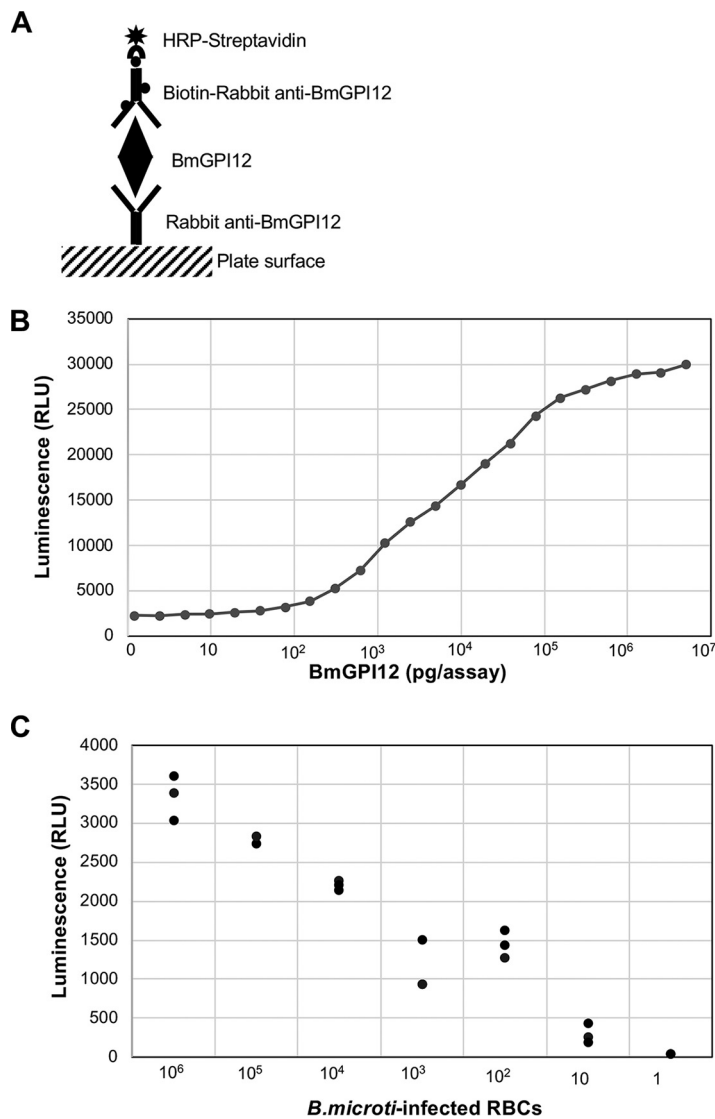 A
HRP-Streptavidin
Biotin-Rabbit anti-BmGPI12
BmGPI12
Rabbit anti-BmGPI12
Plate surface
B
35000
30000
25000
20000
15000
10000
5000
0
Luminescence (RLU)
0 10 10² 10³ 10⁴ 10⁵ 10⁶ 10⁷
BmGPI12 (pg/assay)
C
4000
3500
3000
2500
2000
1500
1000
500
0
Luminescence (RLU)
10⁶ 10⁵ 10⁴ 10³ 10² 10 1
B.microti-infected RBCs